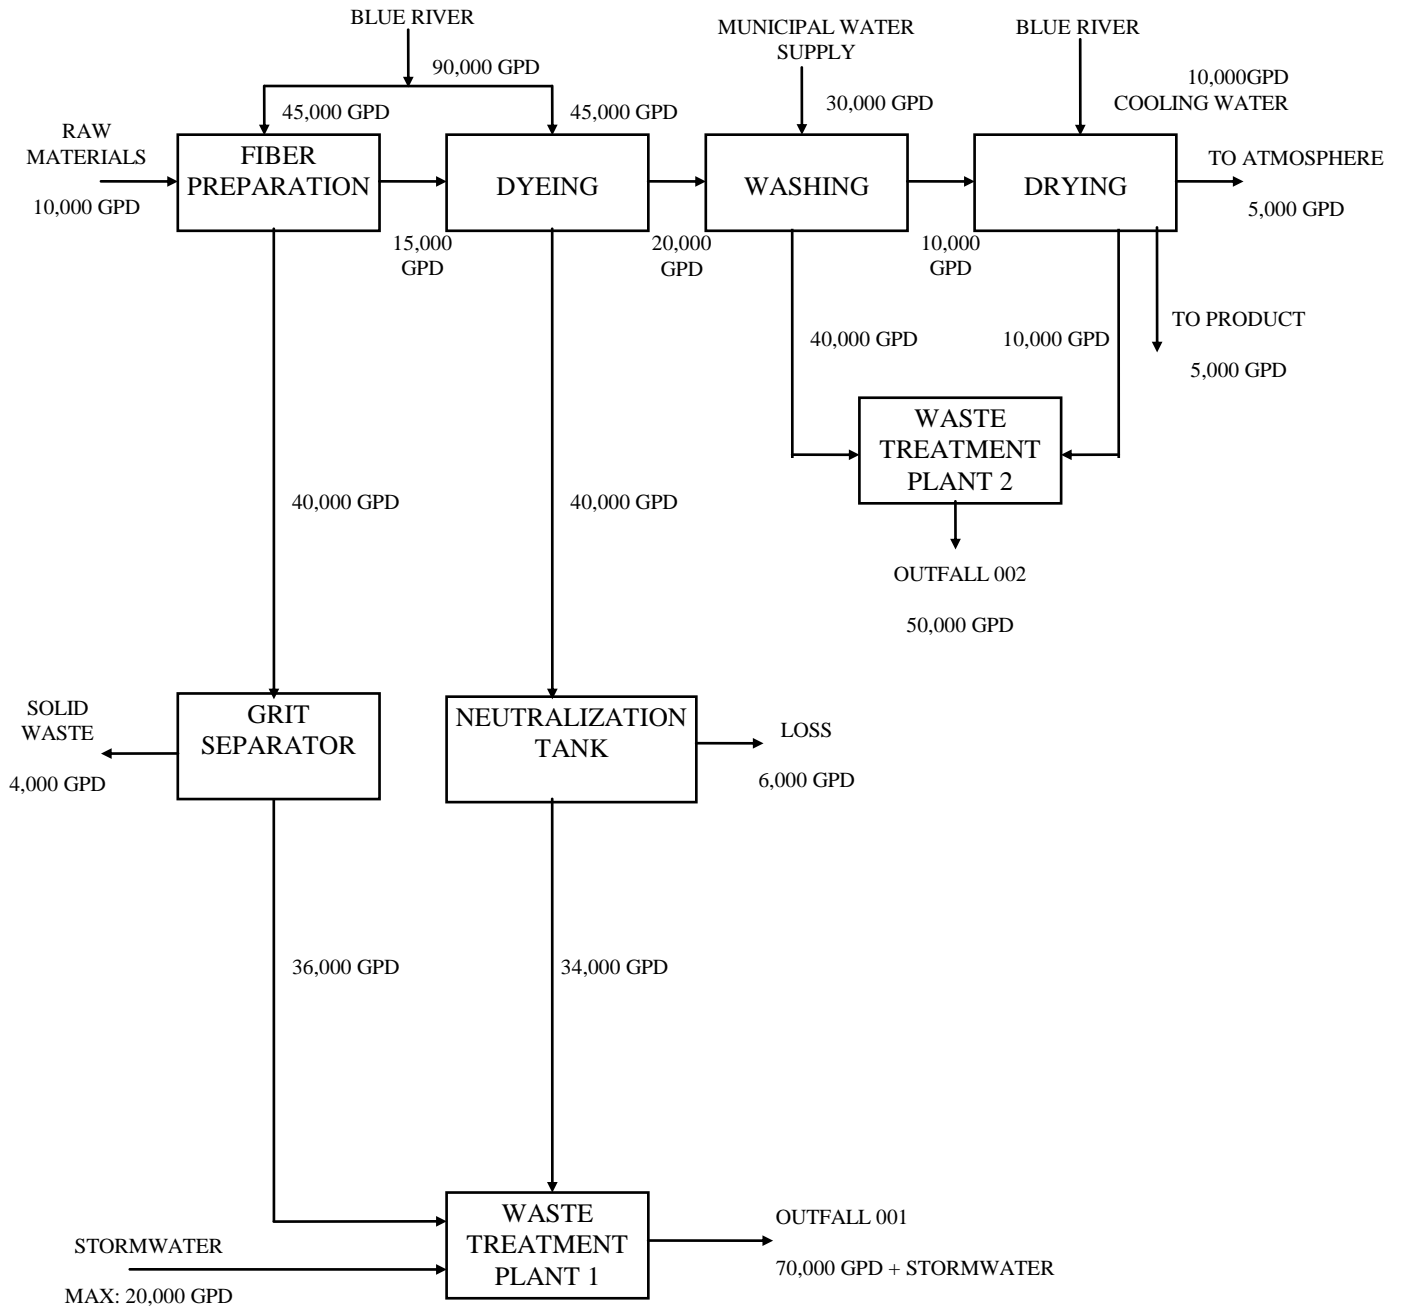 BLUE RIVER
90,000 GPD
MUNICIPAL WATER
SUPPLY
30,000 GPD
BLUE RIVER
10,000GPD
COOLING WATER
45,000 GPD
45,000 GPD
RAW
MATERIALS
10,000 GPD
FIBER
PREPARATION
15,000
GPD
DYEING
20,000
GPD
WASHING
10,000
GPD
DRYING
TO ATMOSPHERE
5,000 GPD
TO PRODUCT
5,000 GPD
40,000 GPD
10,000 GPD
WASTE
TREATMENT
PLANT 2
OUTFALL 002
50,000 GPD
40,000 GPD
40,000 GPD
SOLID
WASTE
4,000 GPD
GRIT
SEPARATOR
NEUTRALIZATION
TANK
LOSS
6,000 GPD
36,000 GPD
34,000 GPD
STORMWATER
MAX: 20,000 GPD
WASTE
TREATMENT
PLANT 1
OUTFALL 001
70,000 GPD + STORMWATER